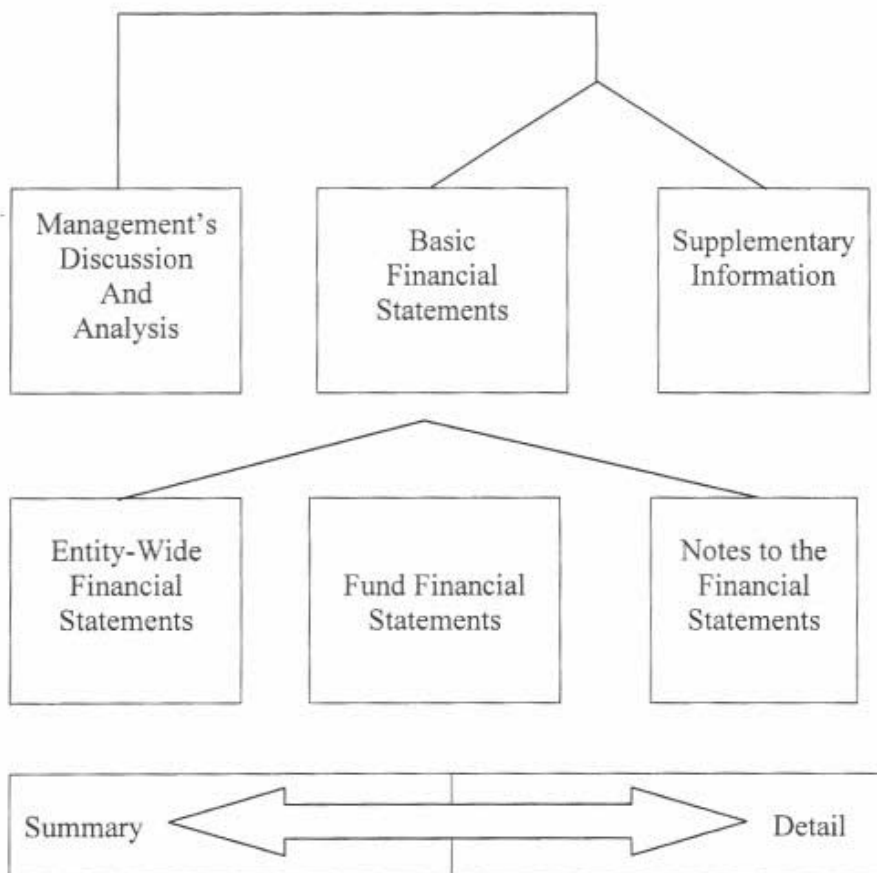 Management's
Discussion
And
Analysis
Basic
Financial
Statements
Supplementary
Information
Entity-Wide
Financial
Statements
Fund Financial
Statements
Notes to the
Financial
Statements
Summary
Detail